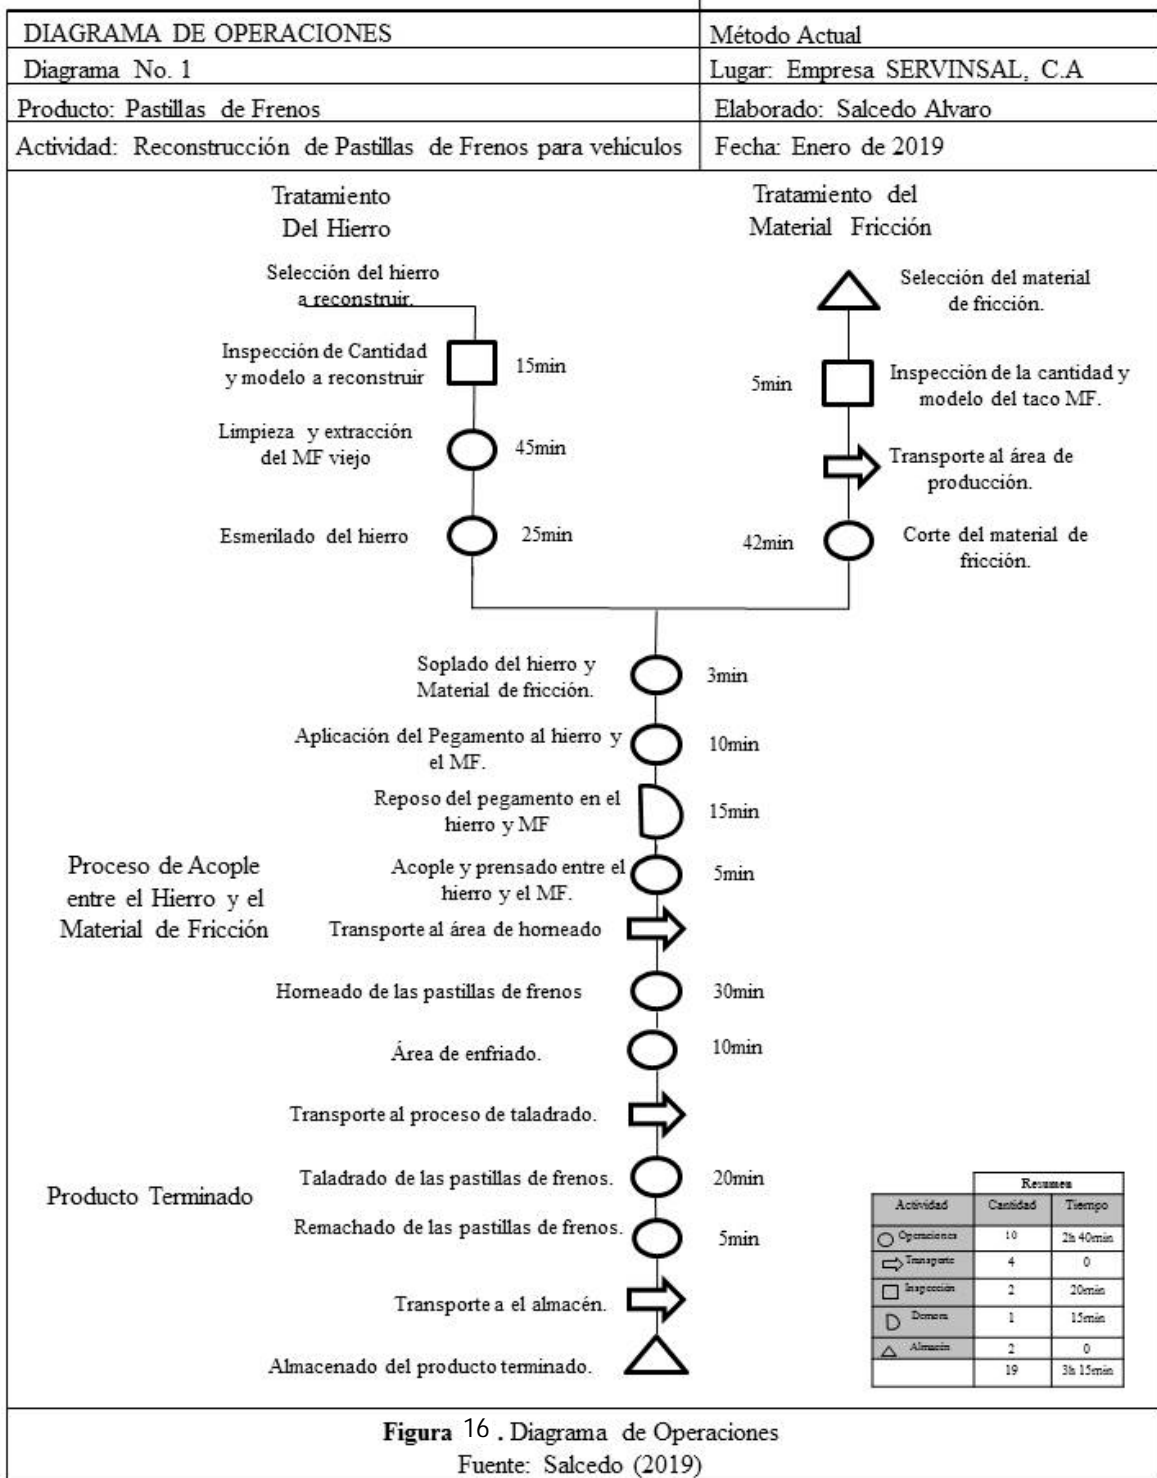 DIAGRAMA DE OPERACIONES
Método Actual
Diagrama No. 1
Lugar: Empresa SERVINSAL, C.A
Producto: Pastillas de Frenos
Elaborado: Salcedo Alvaro
Actividad: Reconstrucción de Pastillas de Frenos para vehiculos
Fecha: Enero de 2019
Tratamiento
Del Hierro
Tratamiento del
Material Fricción
Selección del hierro
a reconstruir.
Selección del material
de fricción.
Inspección de Cantidad
y modelo a reconstruir
15min
5min
Inspección de la cantidad y
modelo del taco MF.
Limpieza y extracción
del MF viejo
45min
Transporte al área de
producción.
Esmerilado del hierro
25min
42min
Corte del material de
fricción.
Soplado del hierro y
Material de fricción.
3min
Aplicación del Pegamento al hierro y
el MF.
10min
Reposo del pegamento en el
hierro y MF
15min
Proceso de Acople
entre el Hierro y el
Material de Fricción
Acople y prensado entre el
hierro y el MF.
5min
Transporte al área de horneado
Horneado de las pastillas de frenos
30min
Área de enfriado.
10min
Transporte al proceso de taladrado.
Producto Terminado
Taladrado de las pastillas de frenos.
20min
Remachado de las pastillas de frenos.
5min
Transporte a el almacén.
Almacenado del producto terminado.
Resumen
Actividad Cantidad Tiempo
Operaciones 10 2h 40min
Transporte 4 0
Inspección 2 20min
Demora 1 15min
Almacén 2 0
19 3h 15min
Figura 16 . Diagrama de Operaciones
Fuente: Salcedo (2019)